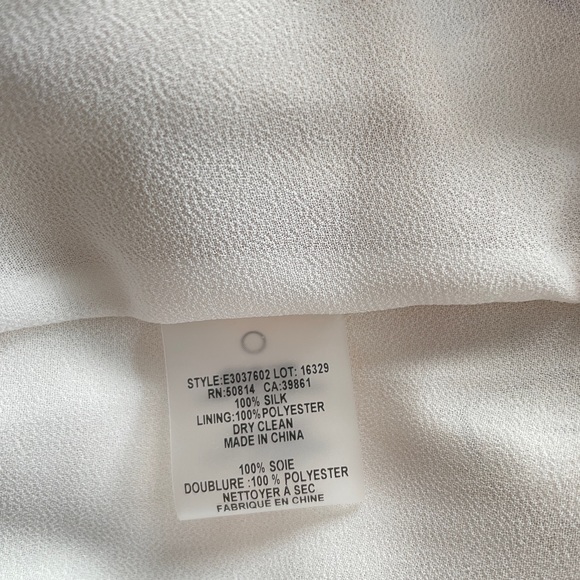 STYLE:E3037602 LOT: 16329
RN:50814 CA:39861
100% SILK
LINING:100%POLYESTER
DRY CLEAN
MADE IN CHINA
100% SOIE
DOUBLURE :100 % POLYESTER
NETTOYER À SEC
FABRIQUE EN CHINE